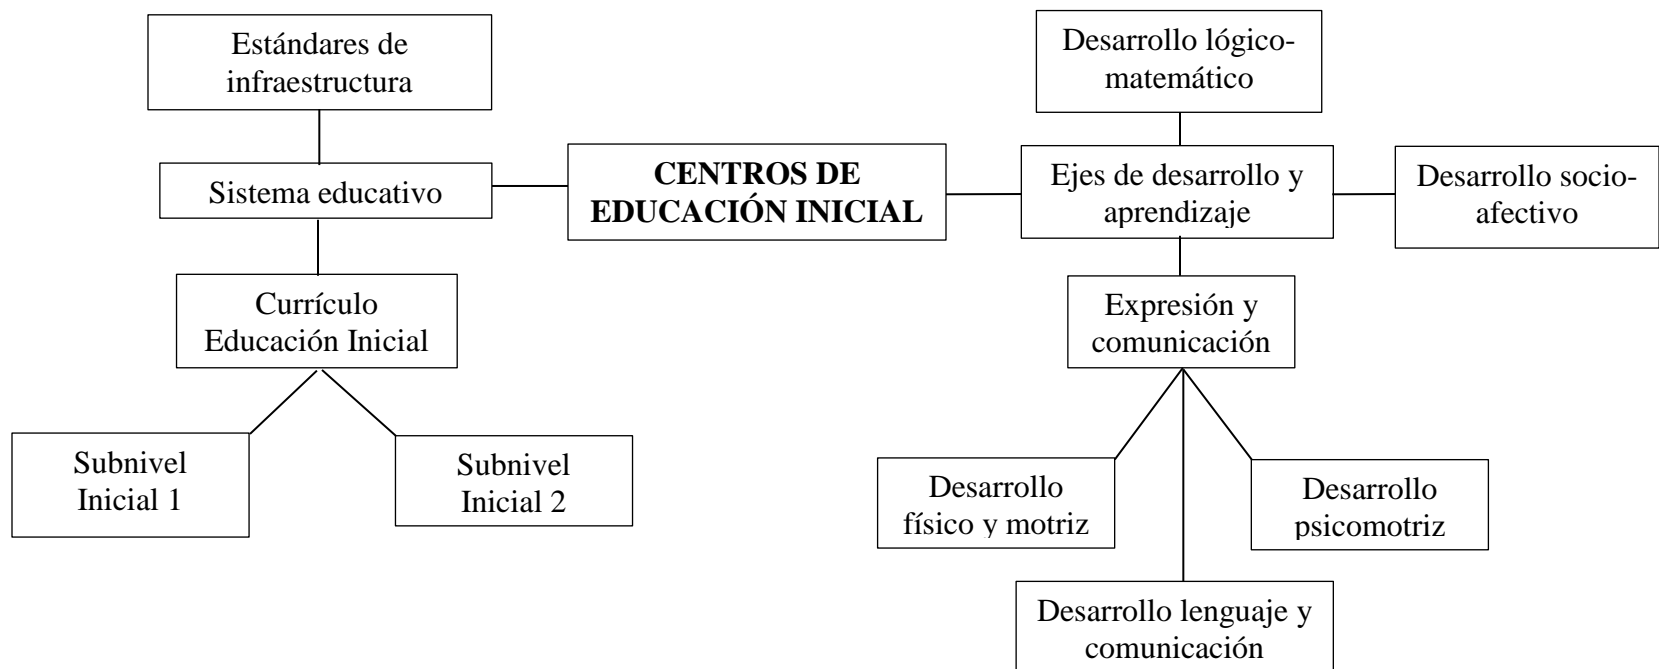 Estándares de
infraestructura
Sistema educativo
Currículo
Educación Inicial
Subnivel
Inicial 1
Subnivel
Inicial 2
CENTROS DE
EDUCACIÓN INICIAL
Desarrollo lógico-
matemático
Ejes de desarrollo y
aprendizaje
Desarrollo socio-
afectivo
Expresión y
comunicación
Desarrollo
físico y motriz
Desarrollo
psicomotriz
Desarrollo lenguaje y
comunicación